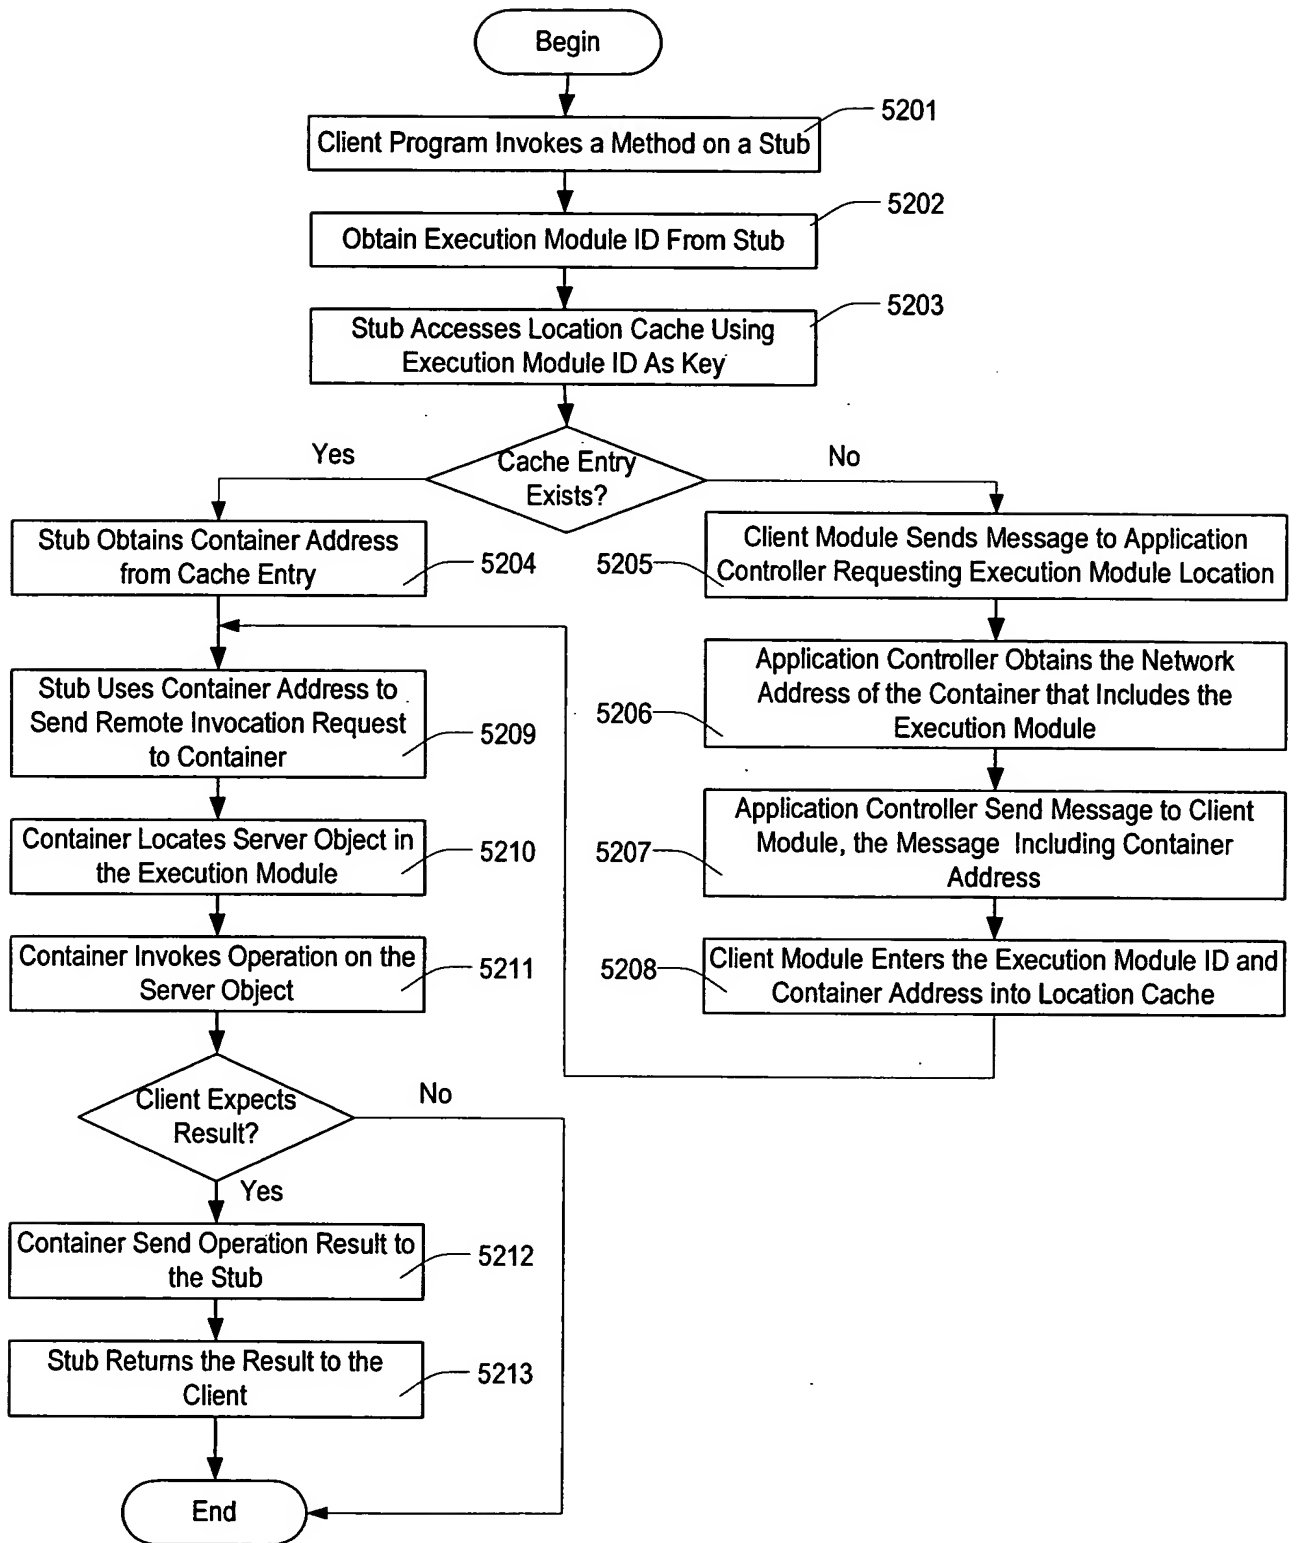 Begin
5201
Client Program Invokes a Method on a Stub
5202
Obtain Execution Module ID From Stub
5203
Stub Accesses Location Cache Using
Execution Module ID As Key
Yes
Cache Entry
Exists?
No
Stub Obtains Container Address
from Cache Entry
5204
5205
Client Module Sends Message to Application
Controller Requesting Execution Module Location
Stub Uses Container Address to
Send Remote Invocation Request
to Container
5209
5206
Application Controller Obtains the Network
Address of the Container that Includes the
Execution Module
Container Locates Server Object in
the Execution Module
5210
5207
Application Controller Send Message to Client
Module, the Message Including Container
Address
Container Invokes Operation on the
Server Object
5211
5208
Client Module Enters the Execution Module ID and
Container Address into Location Cache
Client Expects
Result?
No
Yes
Container Send Operation Result to
the Stub
5212
Stub Returns the Result to the
Client
5213
End